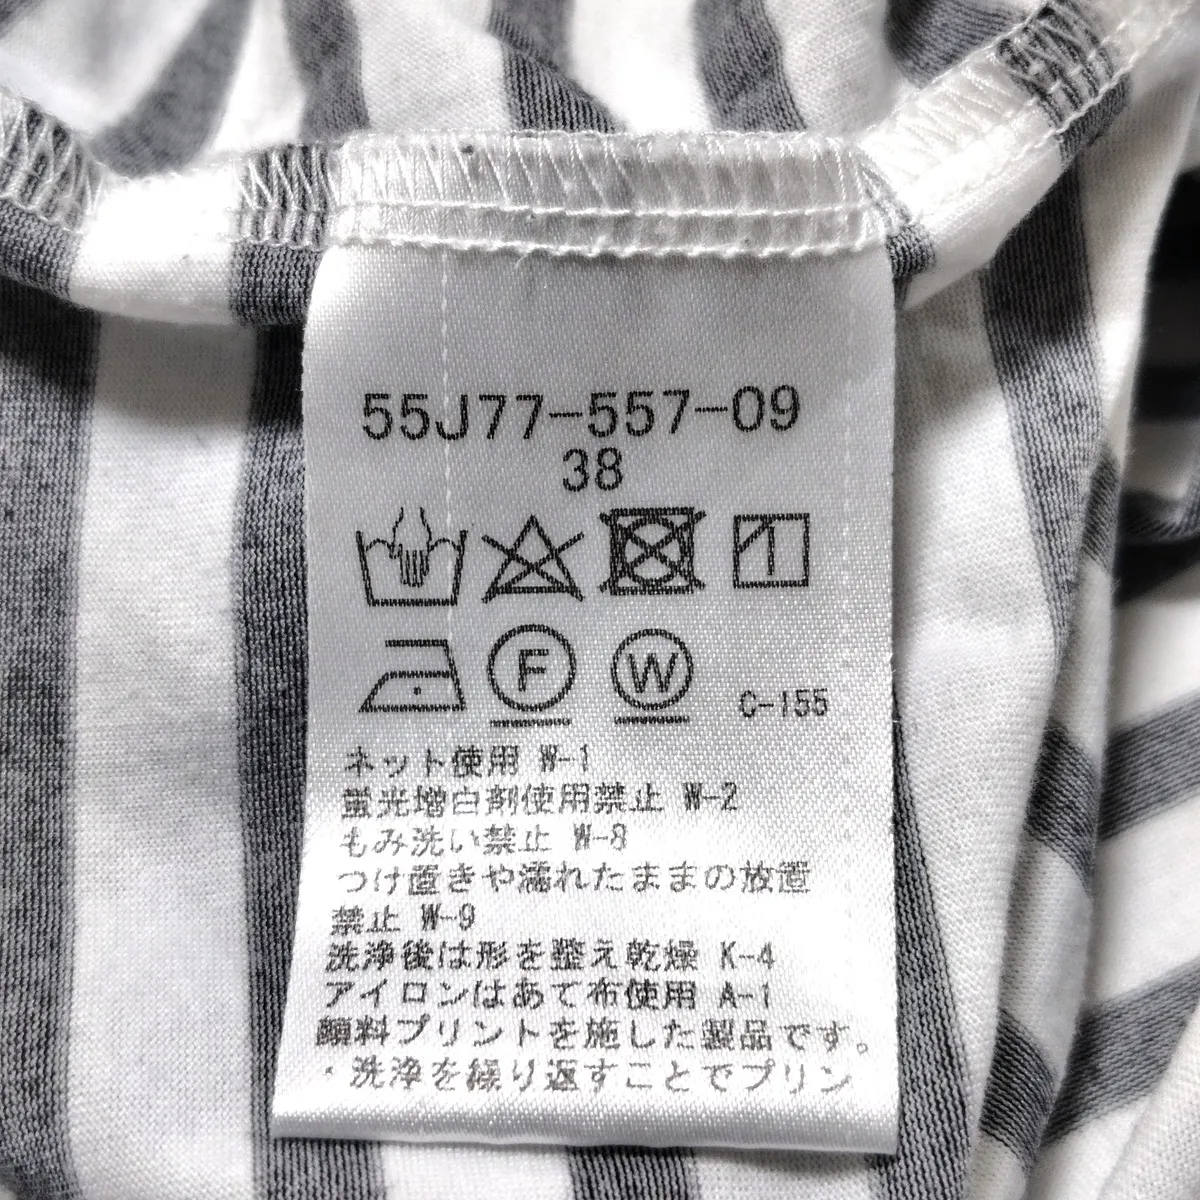 55J77-557-09
38
F W C-155
ネット使用 W-1
蛍光増白剤使用禁止 W-2
もみ洗い禁止 W-8
つけ置きや濡れたままの放置
禁止 W-9
洗浄後は形を整え乾燥 K-4
アイロンはあて布使用 A-1
顔料プリントを施した製品です。
・洗浄を繰り返すことでプリン